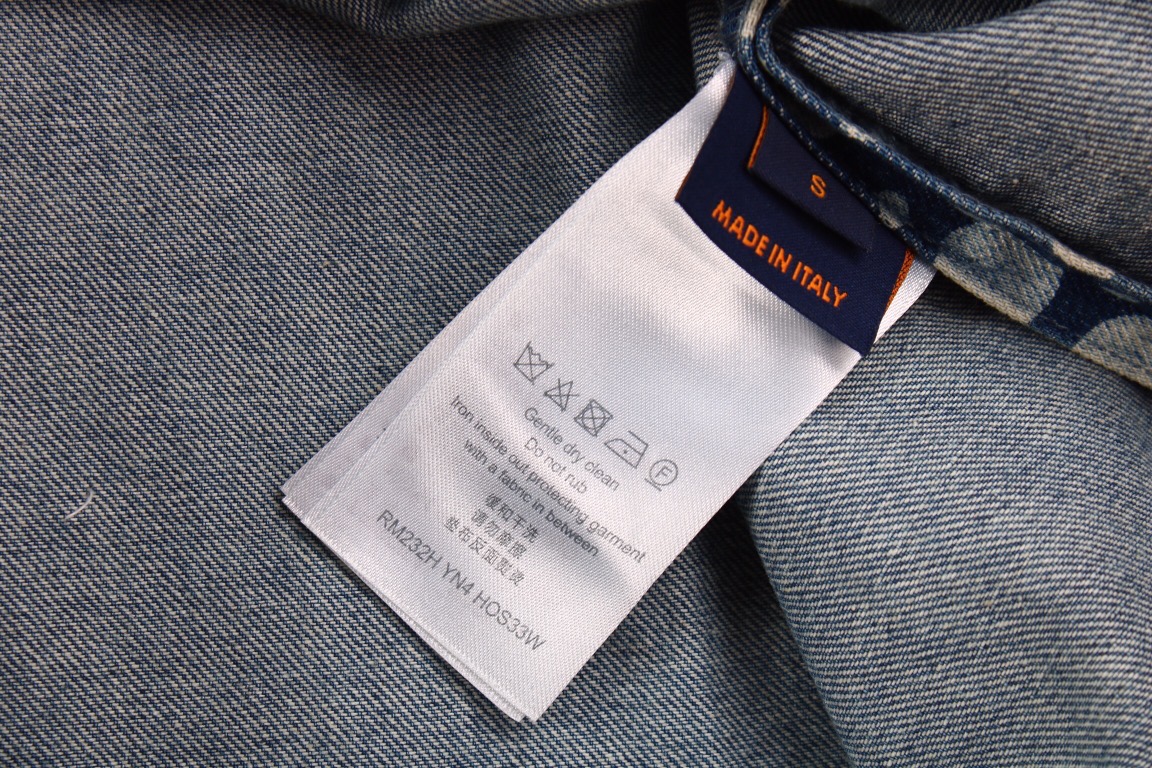 S
MADE IN ITALY
F
Gentle dry clean
Do not rub
Iron inside out protecting garment
with a fabric in between
缓和干洗
请勿摩擦
垫布反面熨烫
RM232H YN4 HOS33W